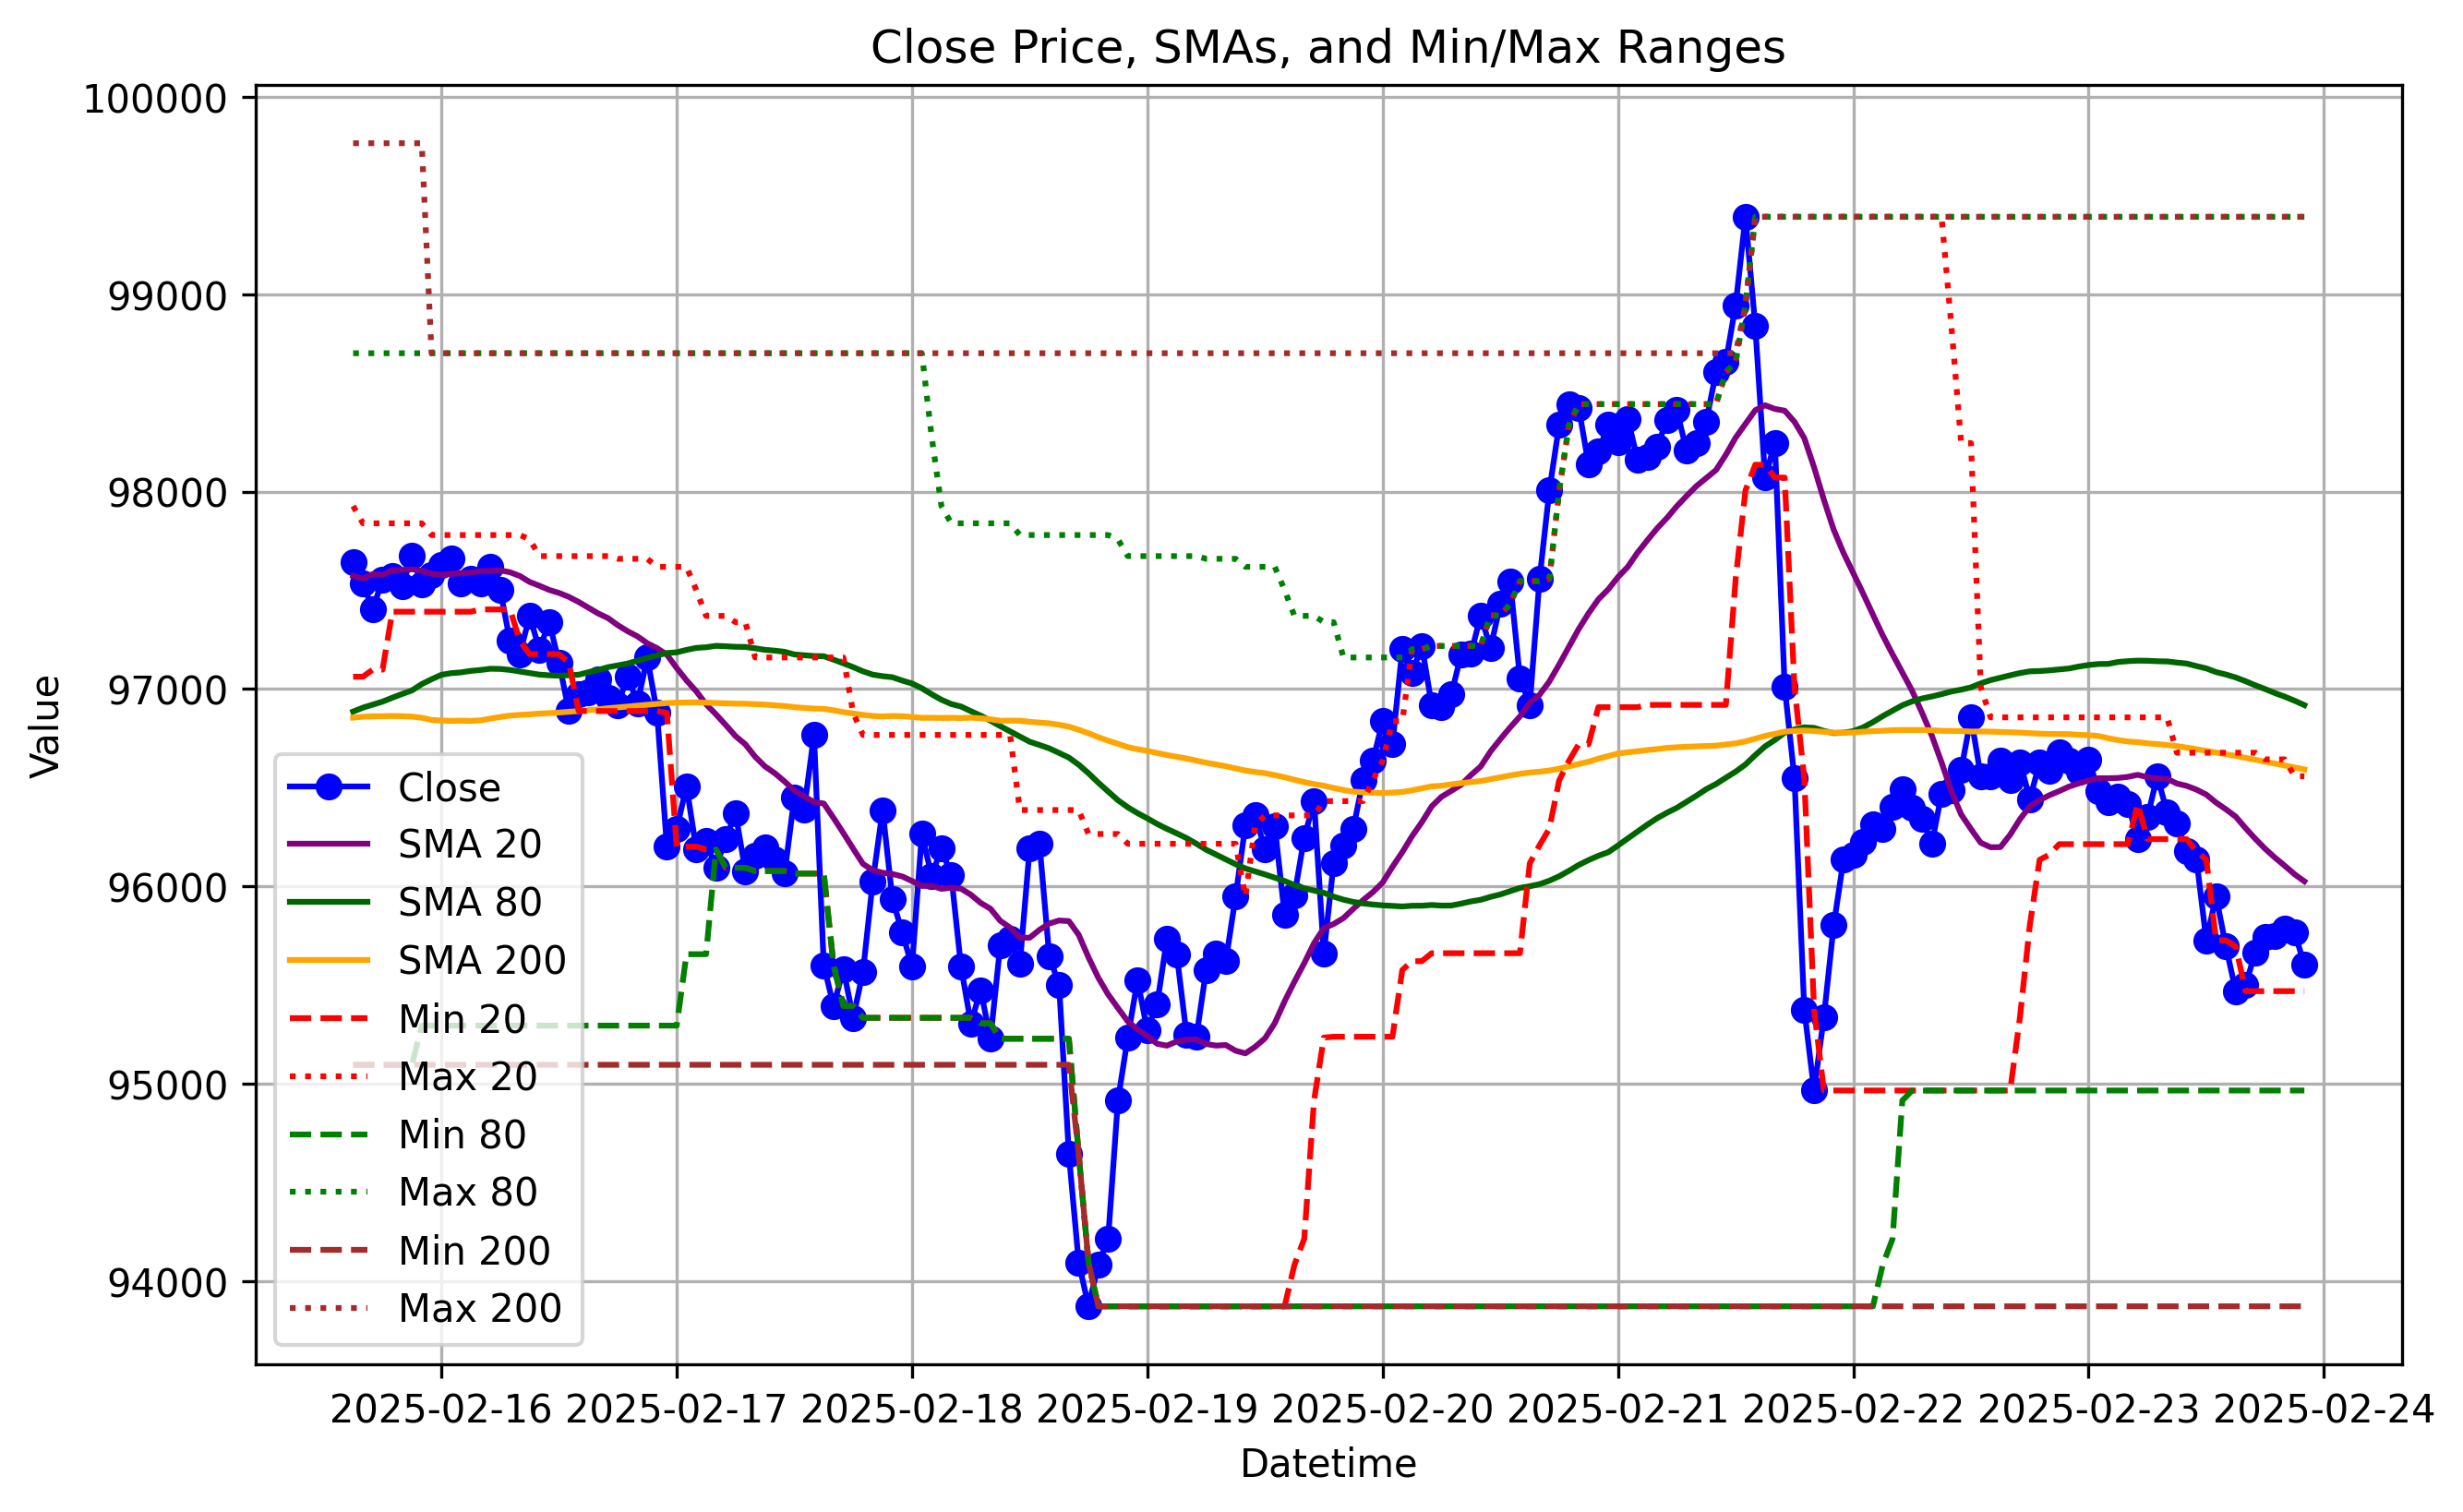 Close Price, SMAs, and Min/Max Ranges
100000
99000
98000
97000
96000
95000
94000
Value
Close
SMA 20
SMA 80
SMA 200
Min 20
Max 20
Min 80
Max 80
Min 200
Max 200
2025-02-16 2025-02-17 2025-02-18 2025-02-19 2025-02-20 2025-02-21 2025-02-22 2025-02-23 2025-02-24
Datetime